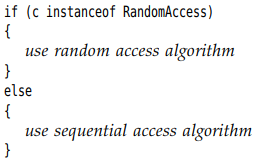 if (c instanceof RandomAccess)
{
use random access algorithm
}
else
{
use sequential access algorithm
}